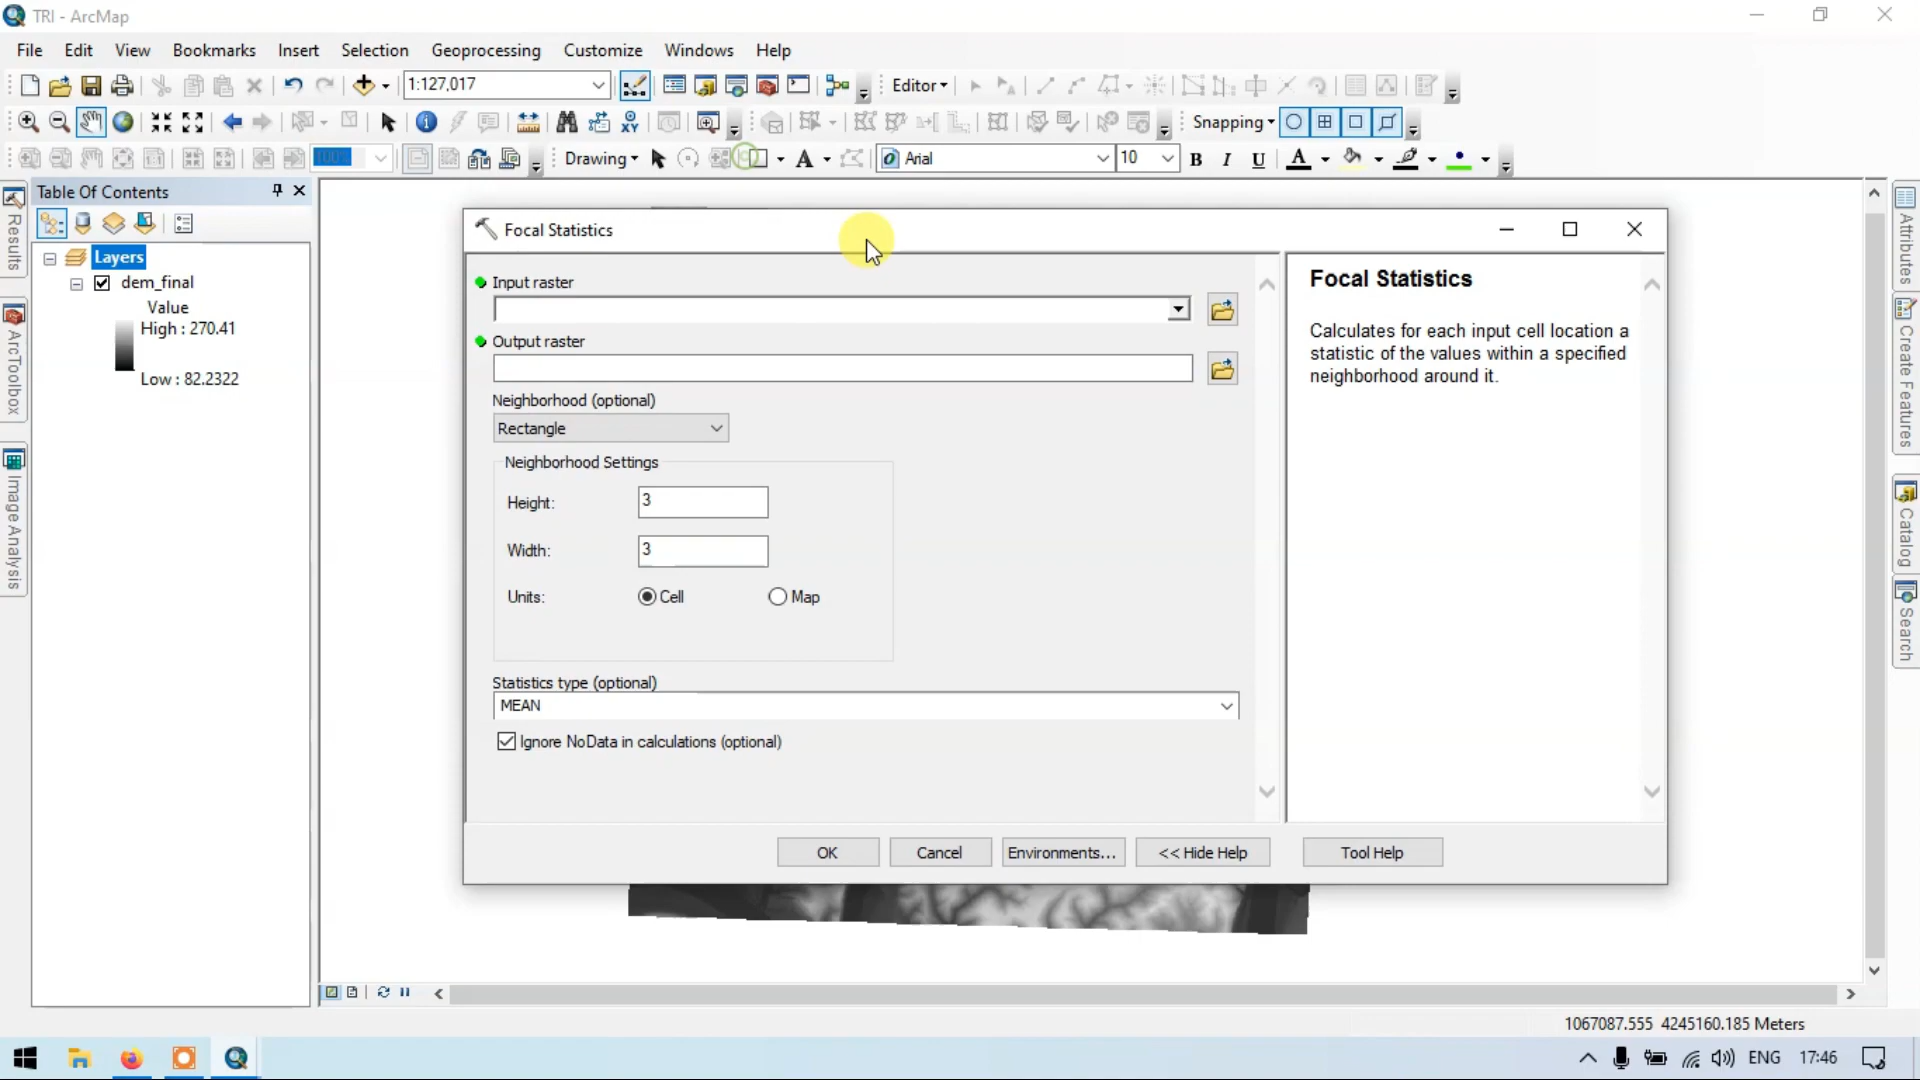 TRI - ArcMap
File Edit View Bookmarks Insert Selection Geoprocessing Customize Windows Help
1:127,017
Editor
Snapping
100%
Drawing
A
Arial
10
B I U A
Table Of Contents
Layers
dem_final
Value
High : 270.41
Low : 82.2322
Results
ArcToolbox
Image Analysis
Focal Statistics
Input raster
Output raster
Neighborhood (optional)
Rectangle
Neighborhood Settings
Height:
3
Width:
3
Units:
Cell
Map
Statistics type (optional)
MEAN
Ignore NoData in calculations (optional)
OK
Cancel
Environments...
<< Hide Help
Tool Help
Focal Statistics
Calculates for each input cell location a
statistic of the values within a specified
neighborhood around it.
Attributes
Create Features
Catalog
Search
1067087.555 4245160.185 Meters
ENG
17:46